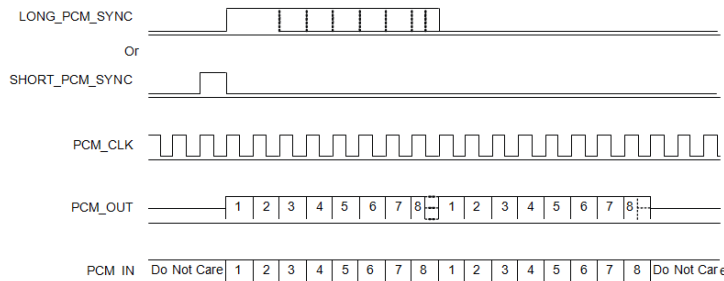 LONG_PCM_SYNC
Or
SHORT_PCM_SYNC
PCM_CLK
PCM_OUT 1 2 3 4 5 6 7 8 1 2 3 4 5 6 7 8
PCM IN Do Not Care 1 2 3 4 5 6 7 8 1 2 3 4 5 6 7 8 Do Not Care